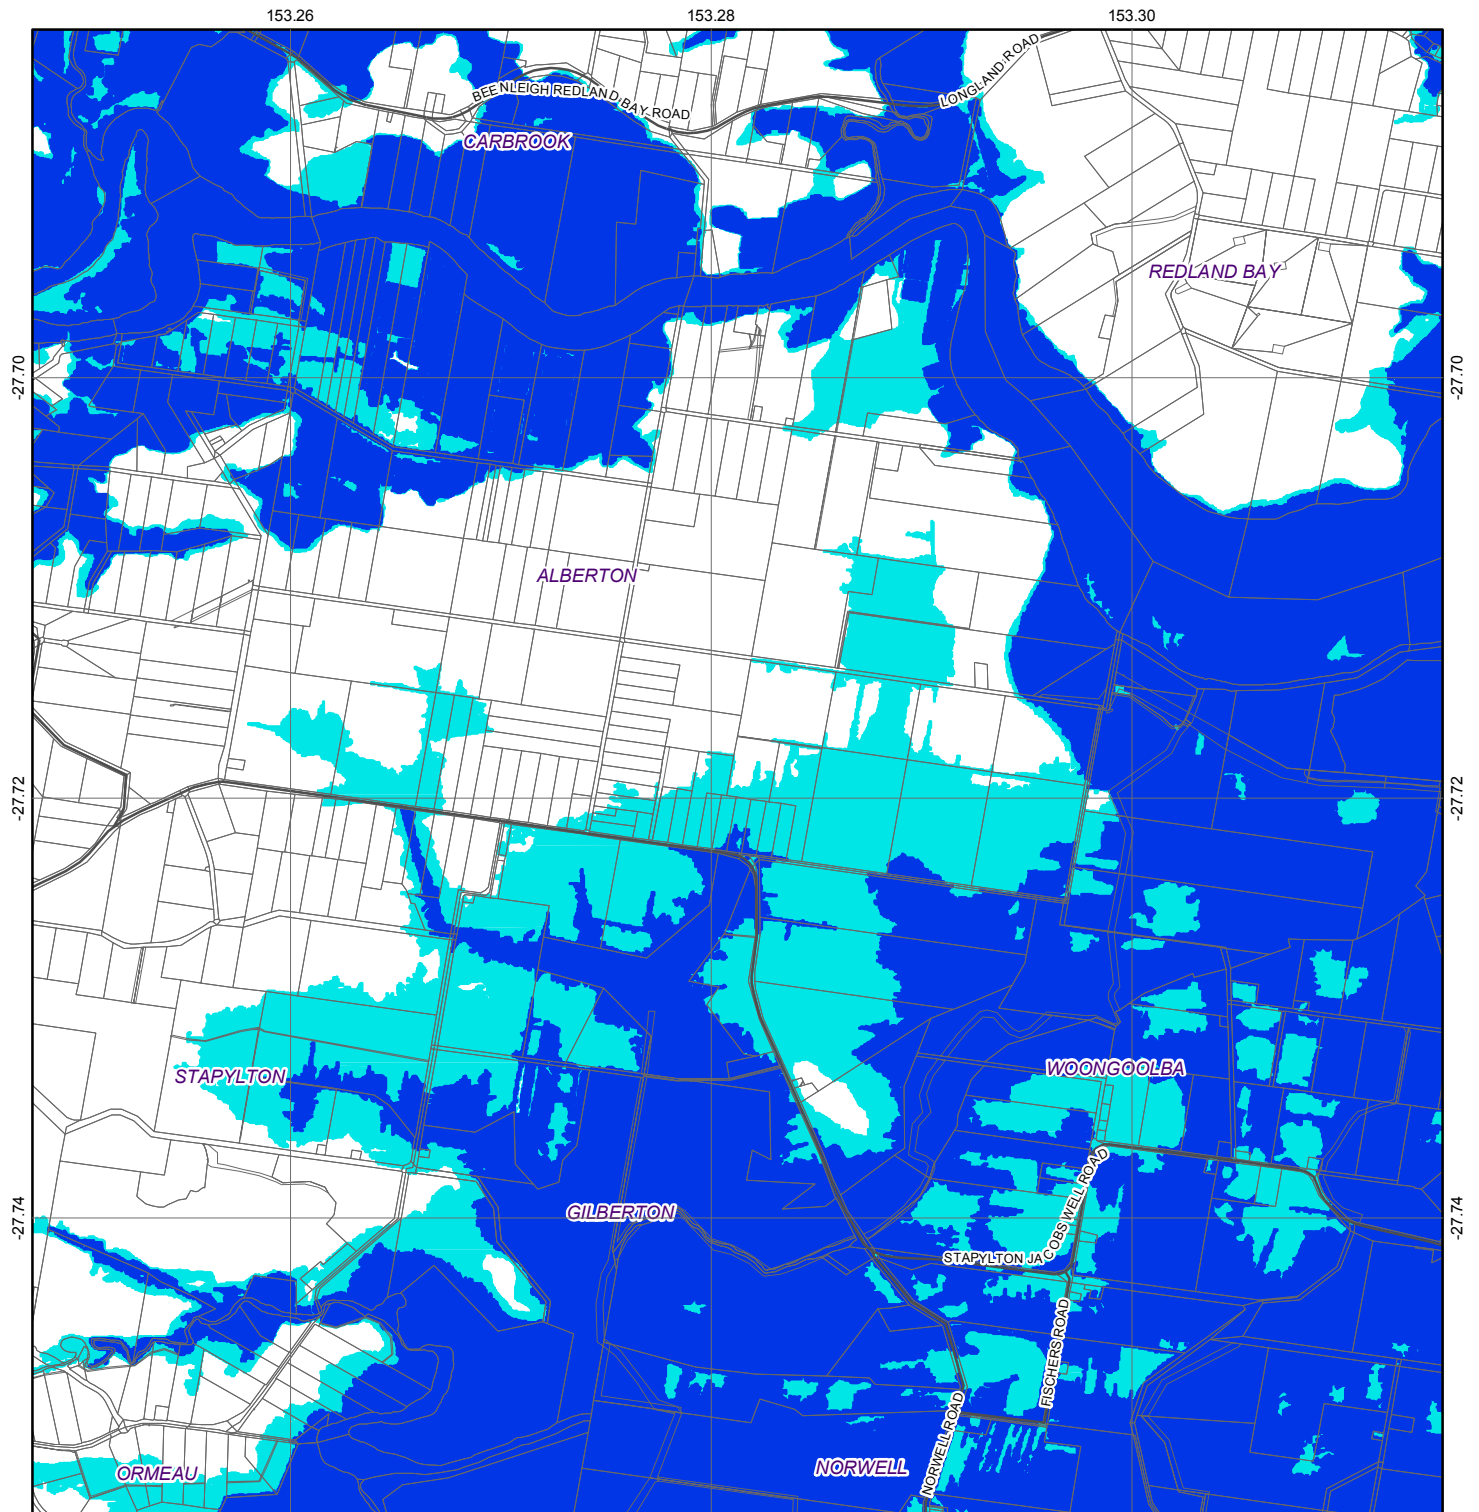 153.26
153.28
153.30
LONGLAND ROAD
BEENLEIGH REDLAND BAY ROAD
CARBROOK
REDLAND BAY
-27.70
-27.70
ALBERTON
-27.72
-27.72
STAPYLTON
WOONGOOLBA
-27.74
GILBERTON
-27.74
STAPYLTON JACOBS WELL ROAD
FISCHERS ROAD
NORWELL ROAD
ORMEAU
NORWELL